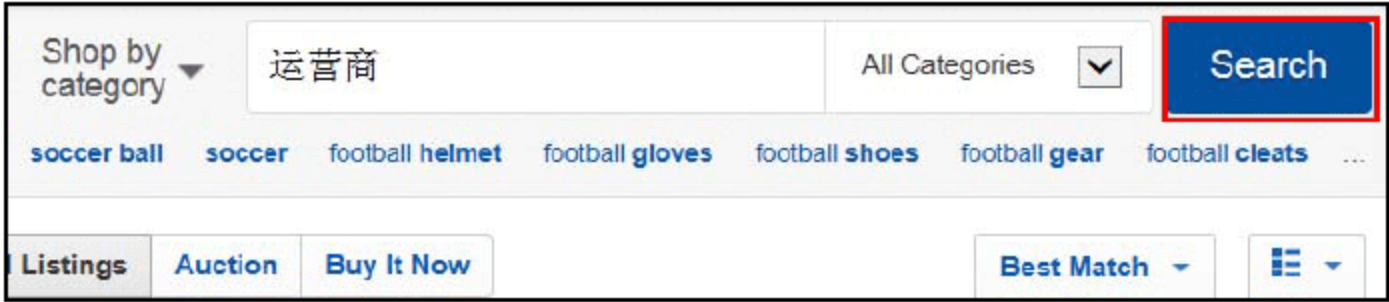 Shop by category 运营商 All Categories Search
soccer ball soccer football helmet football gloves football shoes football gear football cleats ...
Listings Auction Buy It Now Best Match